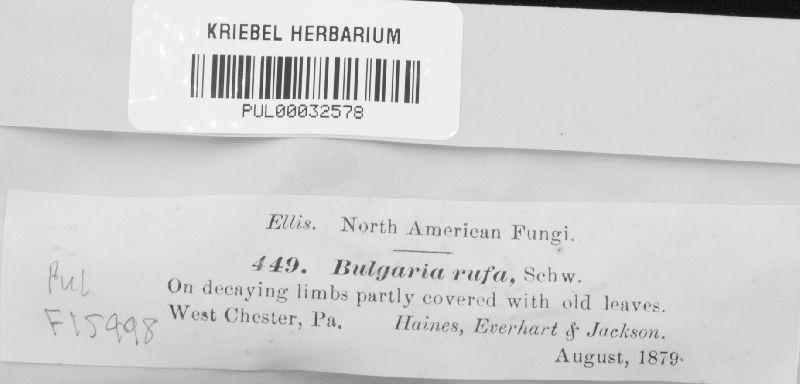 KRIEBEL HERBARIUM
PUL00032578
Ellis. North American Fungi.
449. Bulgaria rufa, Schw.
On decaying limbs partly covered with old leaves.
West Chester, Pa. Haines, Everhart & Jackson.
August, 1879.
PUL
F15998